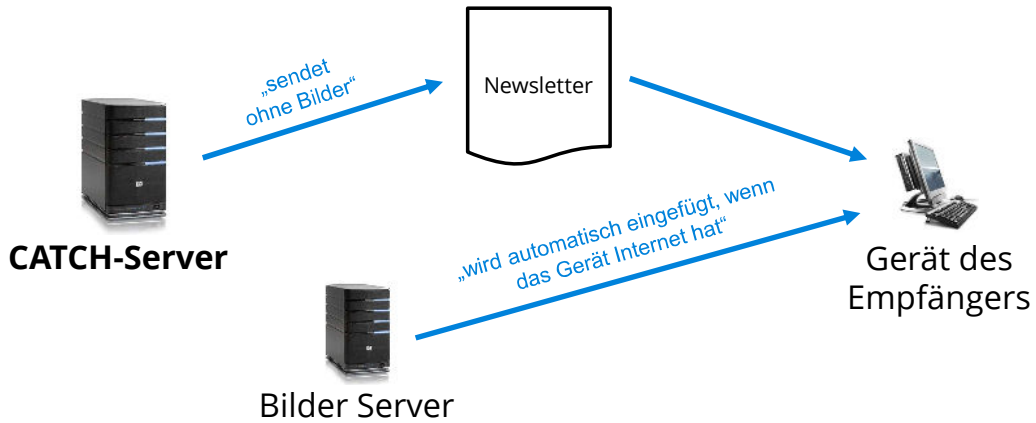 „sendet
ohne Bilder“
Newsletter
CATCH-Server
„wird automatisch eingefügt, wenn
das Gerät Internet hat“
Gerät des
Empfängers
Bilder Server